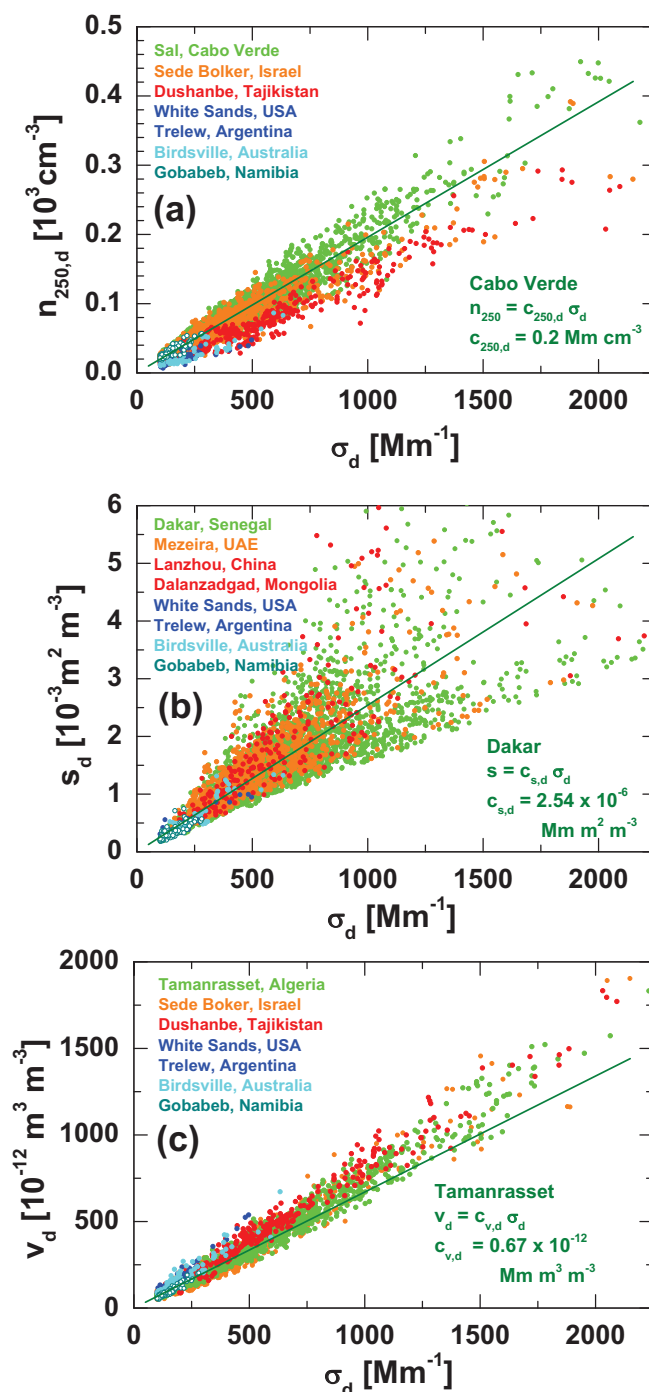 0.5
Sal, Cabo Verde
Sede Bolker, Israel
0.4
Dushanbe, Tajikistan
White Sands, USA
Trelew, Argentina
0.3
Birdsville, Australia
Gobabeb, Namibia
n250,d [10³ cm⁻³]
(a)
0.2
Cabo Verde
0.1
n250 = c250,d σd
c250,d = 0.2 Mm cm⁻³
0.0
0 500 1000 1500 2000
σd [Mm⁻¹]
6
Dakar, Senegal
Mezeira, UAE
5
Lanzhou, China
Dalanzadgad, Mongolia
4
White Sands, USA
Trelew, Argentina
Birdsville, Australia
3
Gobabeb, Namibia
sd [10⁻³m² m⁻³]
(b)
2
Dakar
s = cs,d σd
1
cs,d = 2.54 x 10⁻⁶
Mm m² m⁻³
0
0 500 1000 1500 2000
σd [Mm⁻¹]
2000
Tamanrasset, Algeria
Sede Boker, Israel
Dushanbe, Tajikistan
1500
White Sands, USA
Trelew, Argentina
Birdsville, Australia
Gobabeb, Namibia
1000
vd [10⁻¹² m³ m⁻³]
(c)
Tamanrasset
500
vd = cv,d σd
cv,d = 0.67 x 10⁻¹²
Mm m³ m⁻³
0
0 500 1000 1500 2000
σd [Mm⁻¹]